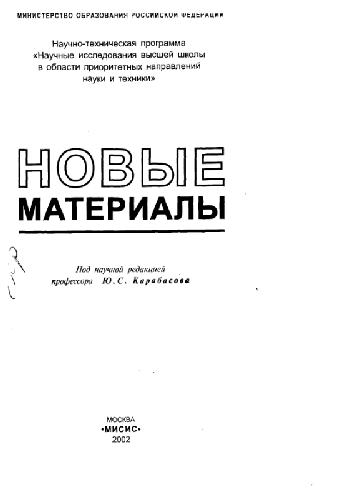 МИНИСТЕРСТВО ОБРАЗОВАНИЯ РОССИЙСКОЙ ФЕДЕРАЦИИ
Научно-техническая программа
«Научные исследования высшей школы
в области приоритетных направлений
науки и техники»
НОВЫЕ
МАТЕРИАЛЫ
Под научной редакцией
профессора Ю.С. Карабасова
МОСКВА
•МИСИС•
2002